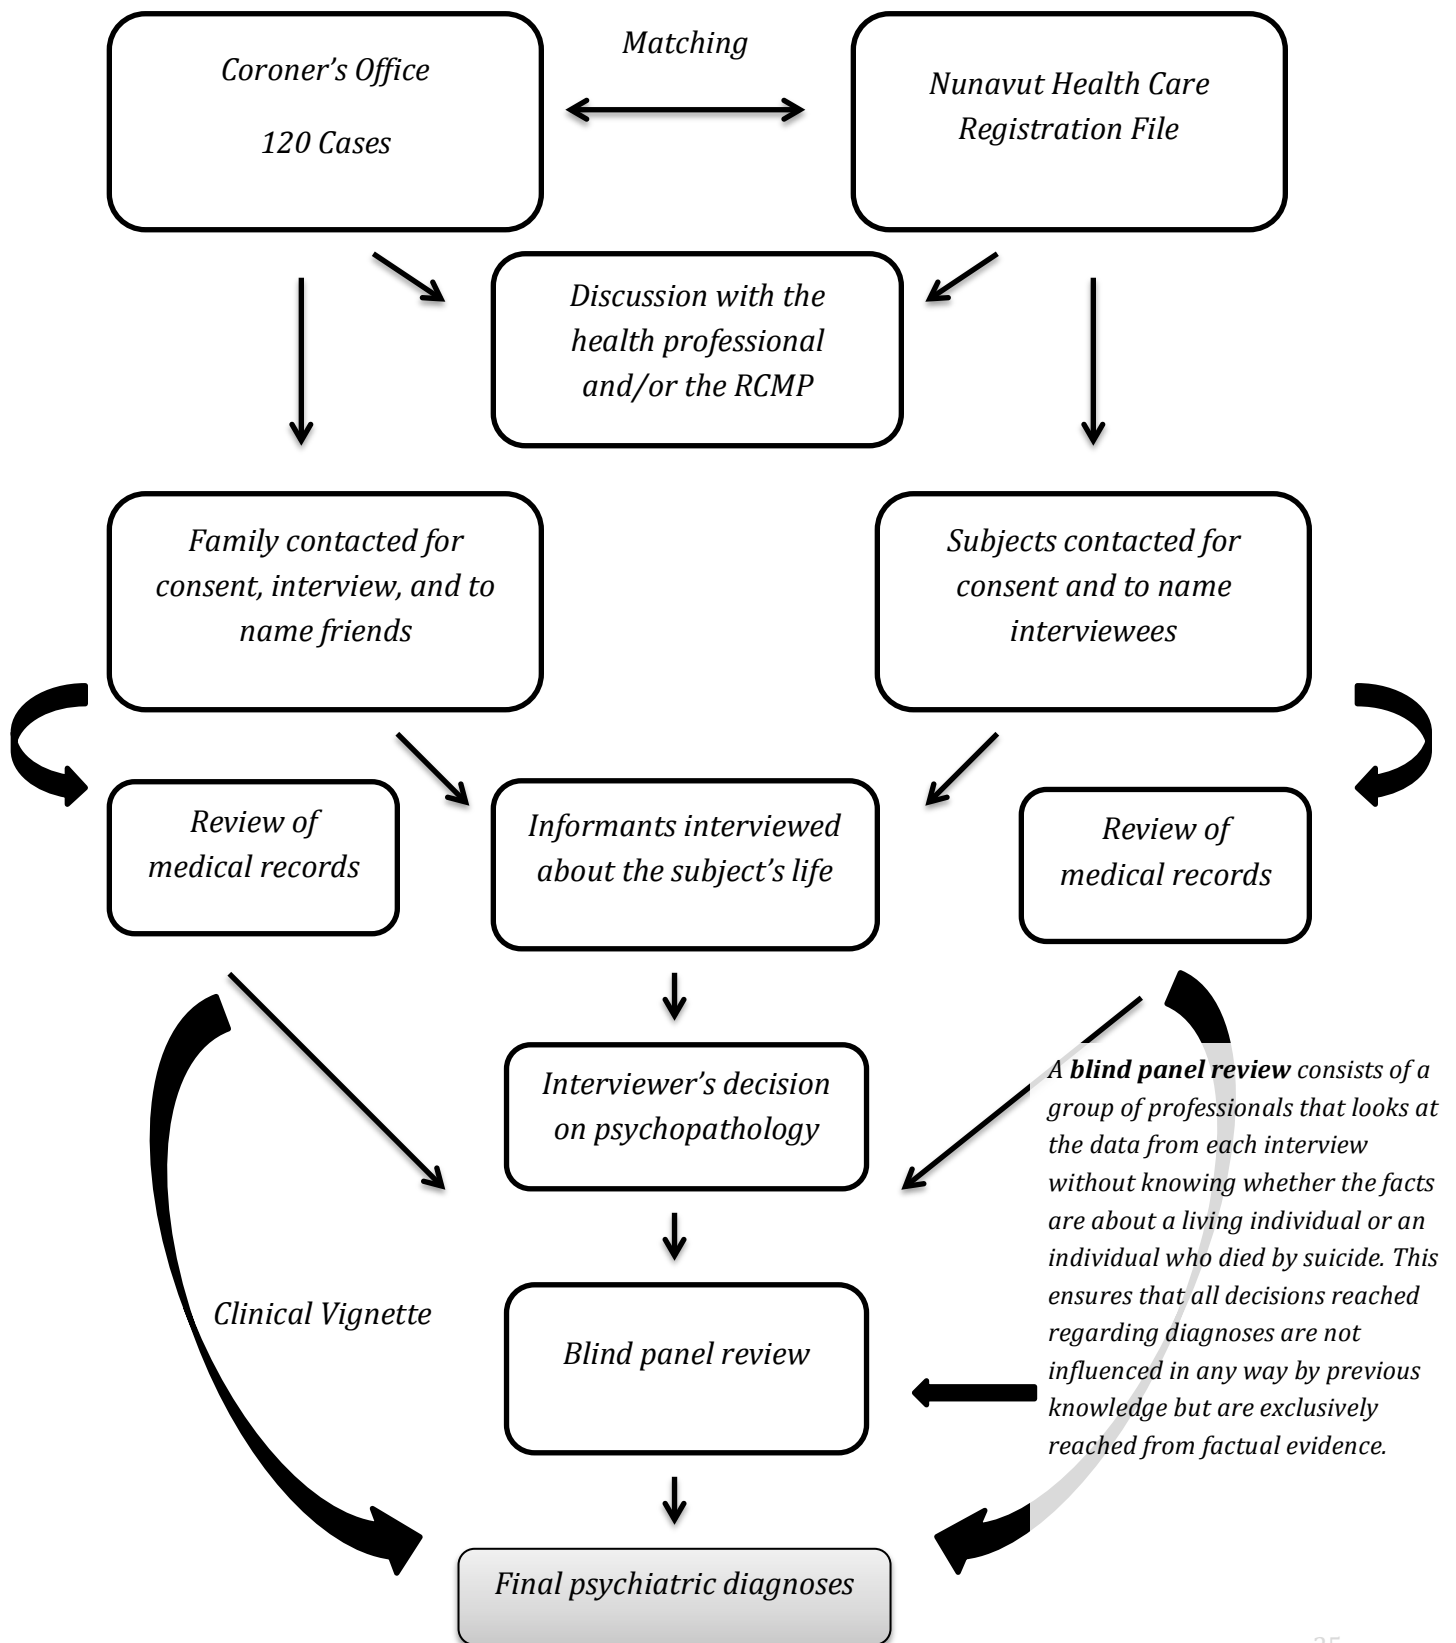 Coroner's Office
120 Cases
Matching
Nunavut Health Care
Registration File
Discussion with the
health professional
and/or the RCMP
Family contacted for
consent, interview, and to
name friends
Subjects contacted for
consent and to name
interviewees
Review of
medical records
Informants interviewed
about the subject's life
Review of
medical records
Interviewer's decision
on psychopathology
A blind panel review consists of a
group of professionals that looks at
the data from each interview
without knowing whether the facts
are about a living individual or an
individual who died by suicide. This
ensures that all decisions reached
regarding diagnoses are not
influenced in any way by previous
knowledge but are exclusively
reached from factual evidence.
Clinical Vignette
Blind panel review
Final psychiatric diagnoses